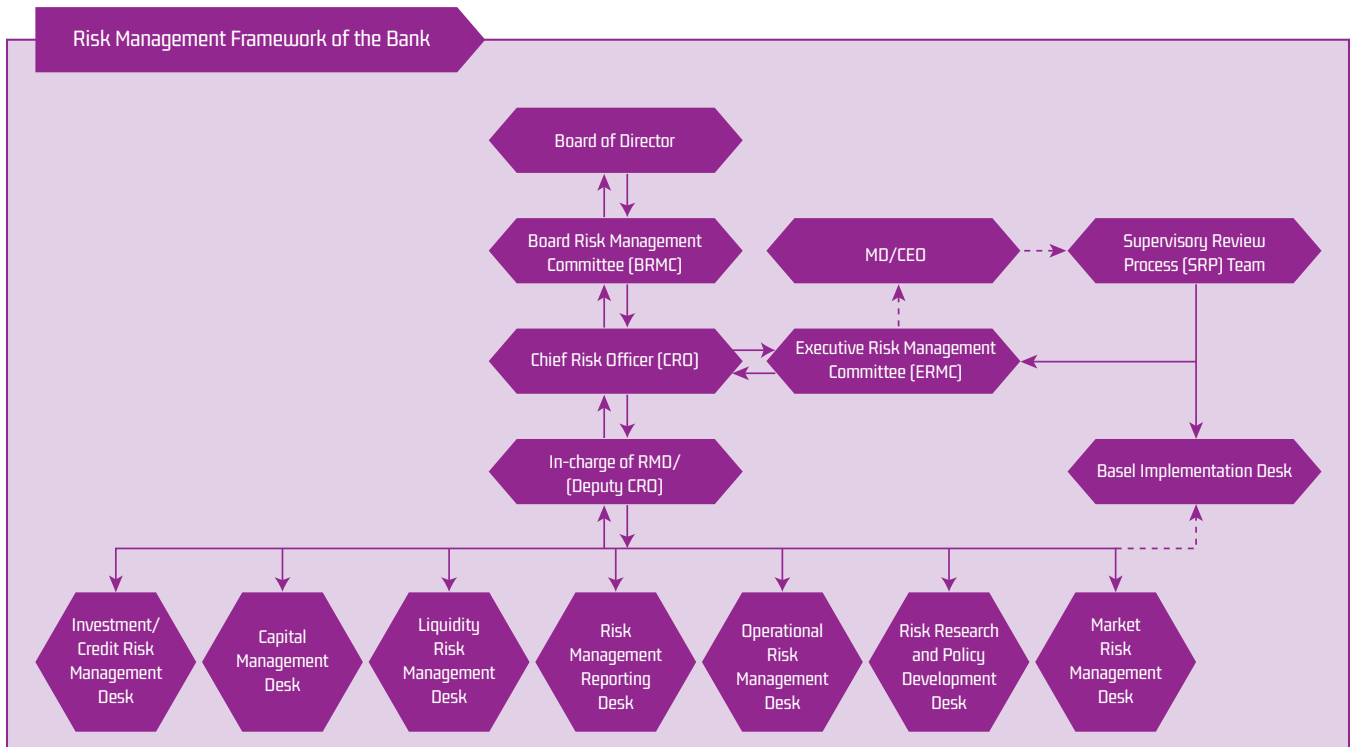 Risk Management Framework of the Bank
Board of Director
Board Risk Management
Committee (BRMC)
MD/CEO
Supervisory Review
Process (SRP) Team
Chief Risk Officer (CRO)
Executive Risk Management
Committee (ERMC)
In-charge of RMD/
(Deputy CRO)
Basel Implementation Desk
Investment/
Credit Risk
Management
Desk
Capital
Management
Desk
Liquidity
Risk
Management
Desk
Risk
Management
Reporting
Desk
Operational
Risk
Management
Desk
Risk Research
and Policy
Development
Desk
Market
Risk
Management
Desk